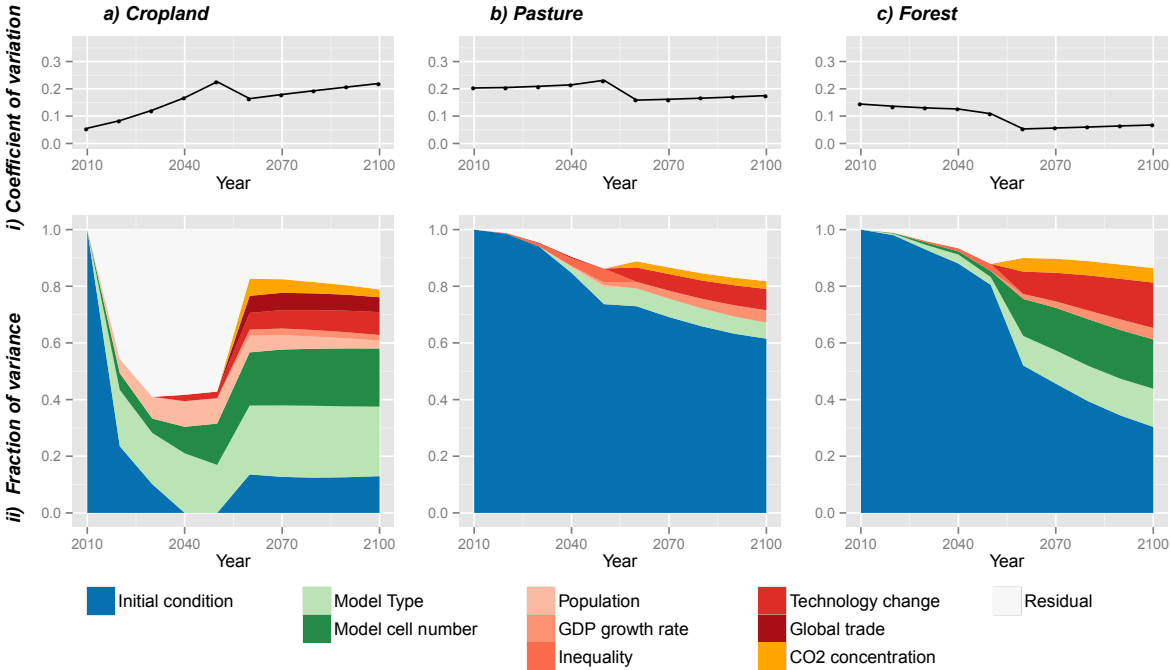 a) Cropland
b) Pasture
c) Forest
i) Coefficient of variation
0.3
0.2
0.1
0.0
2010 2040 2070 2100
Year
0.3
0.2
0.1
0.0
2010 2040 2070 2100
Year
0.3
0.2
0.1
0.0
2010 2040 2070 2100
Year
ii) Fraction of variance
1.0
0.8
0.6
0.4
0.2
0.0
2010 2040 2070 2100
Year
1.0
0.8
0.6
0.4
0.2
0.0
2010 2040 2070 2100
Year
1.0
0.8
0.6
0.4
0.2
0.0
2010 2040 2070 2100
Year
Initial condition
Model Type
Model cell number
Population
GDP growth rate
Inequality
Technology change
Global trade
CO2 concentration
Residual